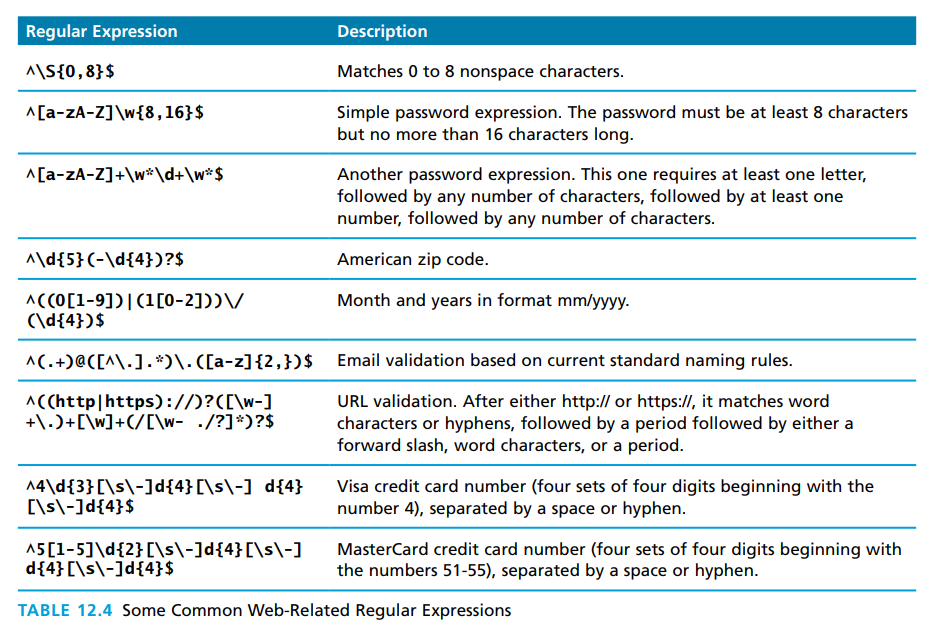 Regular Expression Description
^\S{0,8}$ Matches 0 to 8 nonspace characters.
^[a-zA-Z]\w{8,16}$ Simple password expression. The password must be at least 8 characters
but no more than 16 characters long.
^[a-zA-Z]+\w*\d+\w*$ Another password expression. This one requires at least one letter,
followed by any number of characters, followed by at least one
number, followed by any number of characters.
^\d{5}(-\d{4})?$ American zip code.
^((0[1-9])|(1[0-2]))\/ Month and years in format mm/yyyy.
(\d{4})$
^(.+)@([^\.].*)\.([a-z]{2,})$ Email validation based on current standard naming rules.
^((http|https)://)?([\w-] URL validation. After either http:// or https://, it matches word
+\.)+[\w]+(/[\w- ./?]*)?$ characters or hyphens, followed by a period followed by either a
forward slash, word characters, or a period.
^4\d{3}[\s\-]d{4}[\s\-] d{4} Visa credit card number (four sets of four digits beginning with the
[\s\-]d{4}$ number 4), separated by a space or hyphen.
^5[1-5]\d{2}[\s\-]d{4}[\s\-] MasterCard credit card number (four sets of four digits beginning with
d{4}[\s\-]d{4}$ the numbers 51-55), separated by a space or hyphen.
TABLE 12.4 Some Common Web-Related Regular Expressions